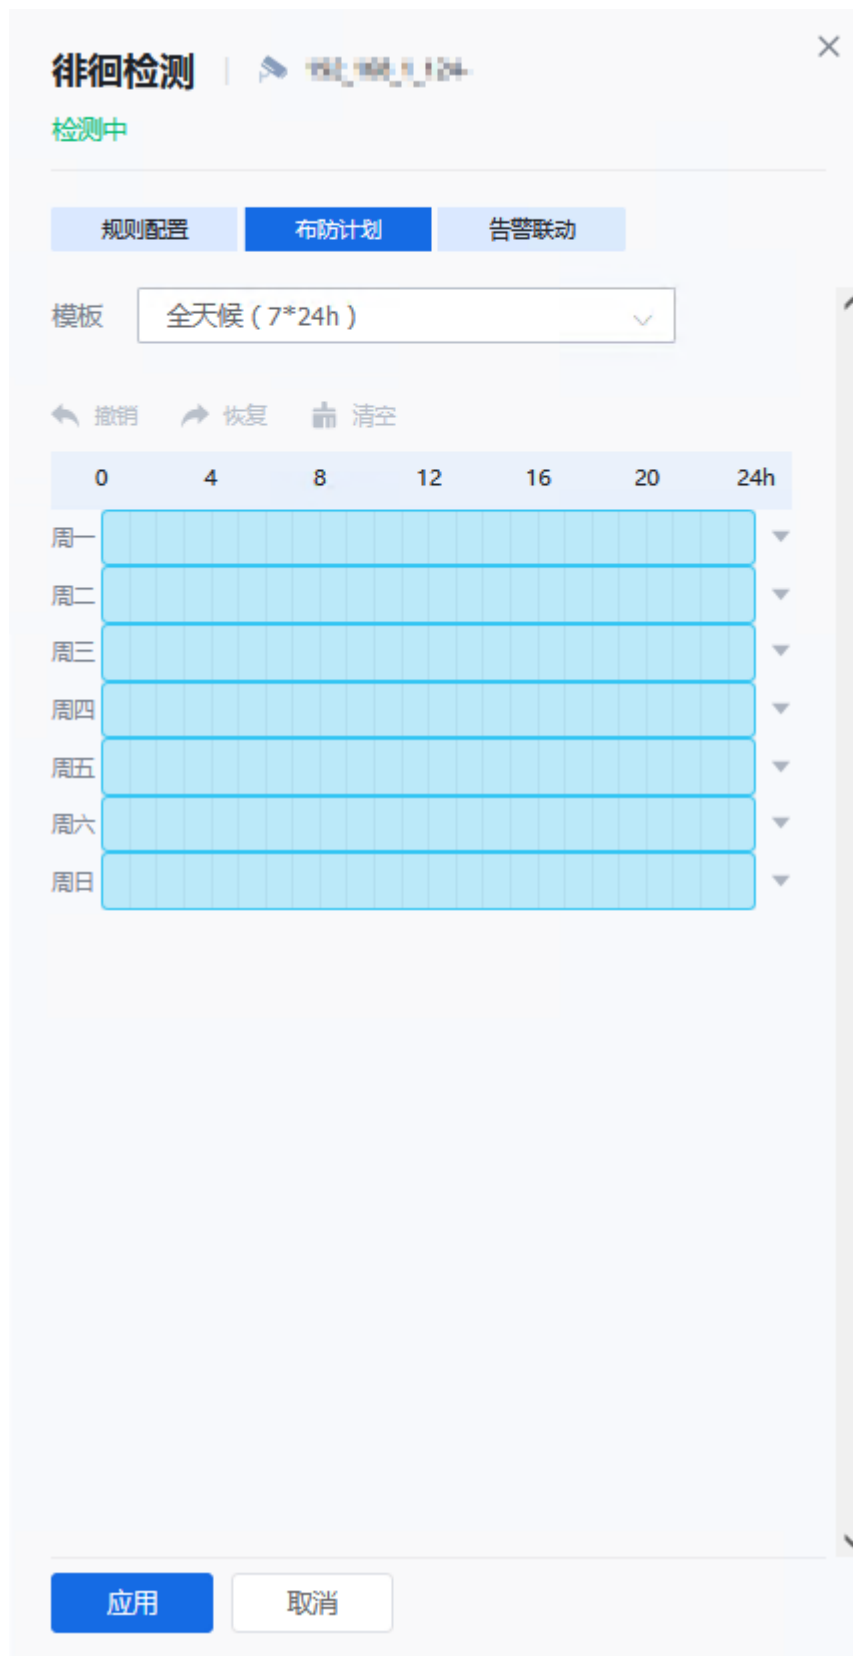 徘徊检测
检测中
规则配置 布防计划 告警联动
模板 全天候 ( 7*24h )
撤销 恢复 清空
0 4 8 12 16 20 24h
周一
周二
周三
周四
周五
周六
周日
应用 取消